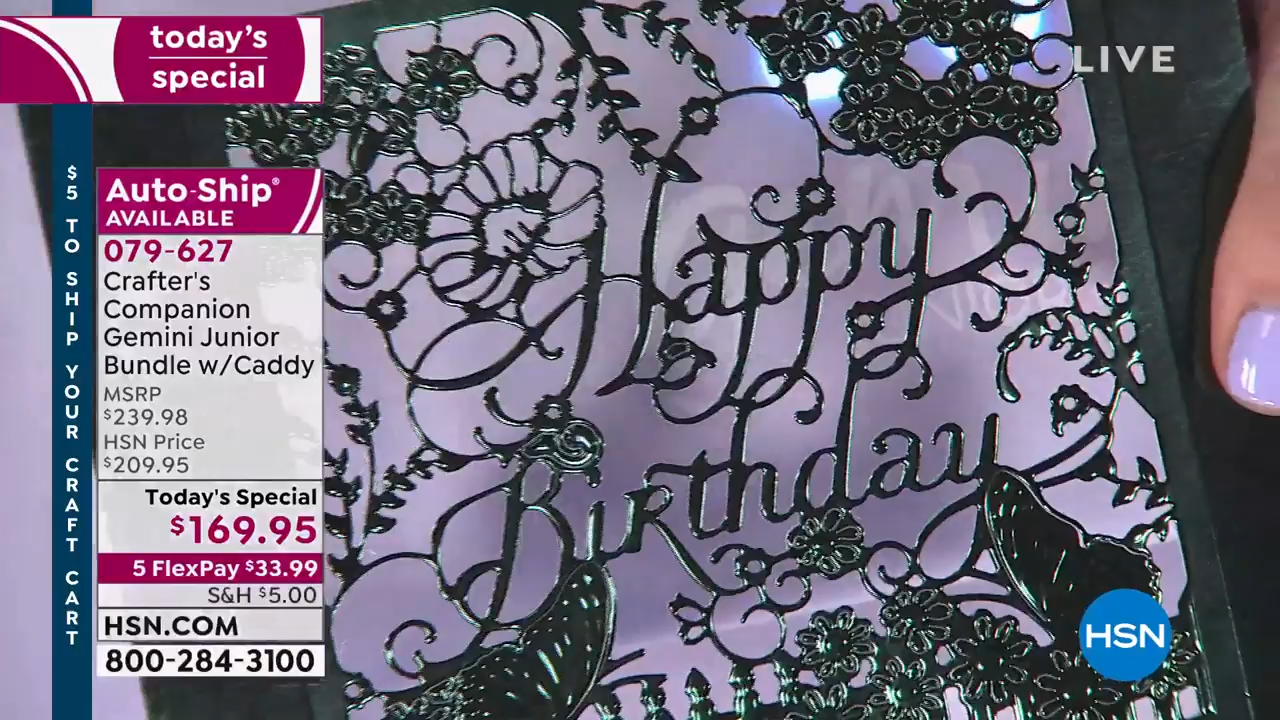 today's
special
LIVE
$5 TO SHIP YOUR CRAFT CART
Auto-Ship®
AVAILABLE
079-627
Crafter's
Companion
Gemini Junior
Bundle w/Caddy
MSRP
$239.98
HSN Price
$209.95
Today's Special
$169.95
5 FlexPay $33.99
S&H $5.00
HSN.COM
800-284-3100
Happy
Birthday
HSN